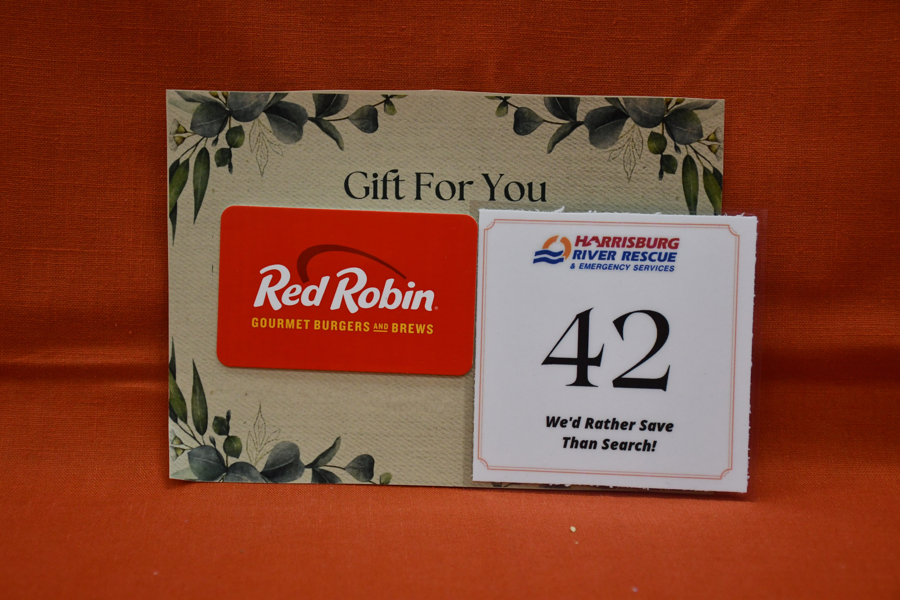 Gift For You
Red Robin®
GOURMET BURGERS AND BREWS
HARRISBURG
RIVER RESCUE
& EMERGENCY SERVICES
42
We'd Rather Save
Than Search!